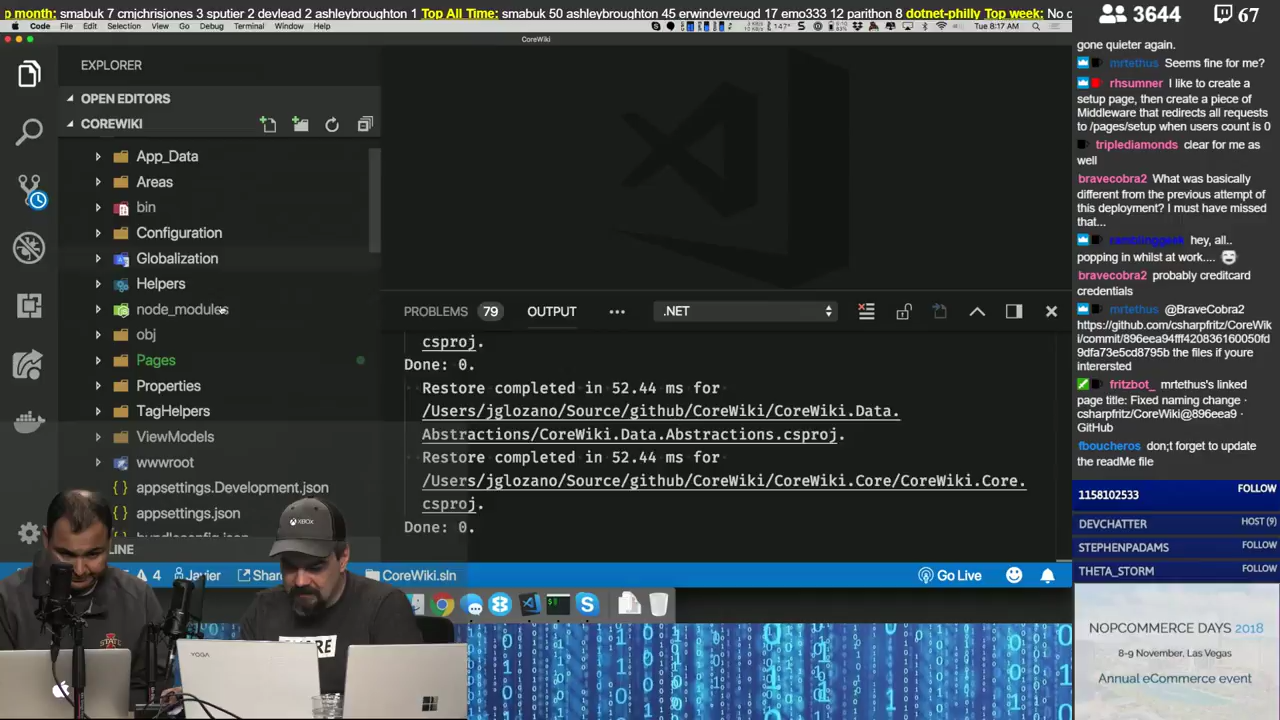 o month: smabuk 7 cmjchrisjones 3 sputier 2 devlead 2 ashleybroughton 1 Top All Time: smabuk 50 ashleybroughton 45 erwindevreugd 17 emo333 12 parithon 8 dotnet-philly Top week: No c
Code File Edit Selection View Go Debug Terminal Window Help
Tue 8:17 AM
CoreWiki
3644
67
EXPLORER
OPEN EDITORS
COREWIKI
App_Data
Areas
bin
Configuration
Globalization
Helpers
node_modules
obj
Pages
Properties
TagHelpers
ViewModels
wwwroot
appsettings.Development.json
appsettings.json
LINE
PROBLEMS 79 OUTPUT ... .NET
csproj.
Done: 0.
Restore completed in 52.44 ms for
/Users/jglozano/Source/github/CoreWiki/CoreWiki.Data.
Abstractions/CoreWiki.Data.Abstractions.csproj.
Restore completed in 52.44 ms for
/Users/jglozano/Source/github/CoreWiki/CoreWiki.Core/CoreWiki.Core.
csproj.
Done: 0.
4 Javier Share CoreWiki.sln Go Live
gone quieter again.
mrtethus Seems fine for me?
rhsumner I like to create a
setup page, then create a piece of
Middleware that redirects all requests
to /pages/setup when users count is 0
triplediamonds clear for me as
well
bravecobra2 What was basically
different from the previous attempt of
this deployment? I must have missed
that...
ramblinggeek hey, all..
popping in whilst at work....
bravecobra2 probably creditcard
credentials
mrtethus @BraveCobra2
https://github.com/csharpfritz/CoreWi
ki/commit/896eea94fff420836160050fd
9dfa73e5cd8795b the files if youre
interersted
fritzbot_ mrtethus's linked
page title: Fixed naming change ·
csharpfritz/CoreWiki@896eea9 ·
GitHub
fboucheros don,;t forget to update
the readMe file
1158102533 FOLLOW
DEVCHATTER HOST (9)
STEPHENPADAMS FOLLOW
THETA_STORM FOLLOW
NOPCOMMERCE DAYS 2018
8-9 November, Las Vegas
Annual eCommerce event
XBOX
YOGA